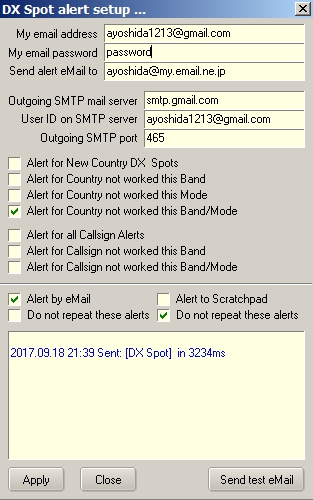 DX Spot alert setup ...
My email address ayoshida1213@gmail.com
My email password password
Send alert eMail to ayoshida@my.email.ne.jp
Outgoing SMTP mail server smtp.gmail.com
User ID on SMTP server ayoshida1213@gmail.com
Outgoing SMTP port 465
Alert for New Country DX Spots
Alert for Country not worked this Band
Alert for Country not worked this Mode
Alert for Country not worked this Band/Mode
Alert for all Callsign Alerts
Alert for Callsign not worked this Band
Alert for Callsign not worked this Band/Mode
Alert by eMail Alert to Scratchpad
Do not repeat these alerts Do not repeat these alerts
2017.09.18 21:39 Sent: [DX Spot] in 3234ms
Apply Close Send test eMail